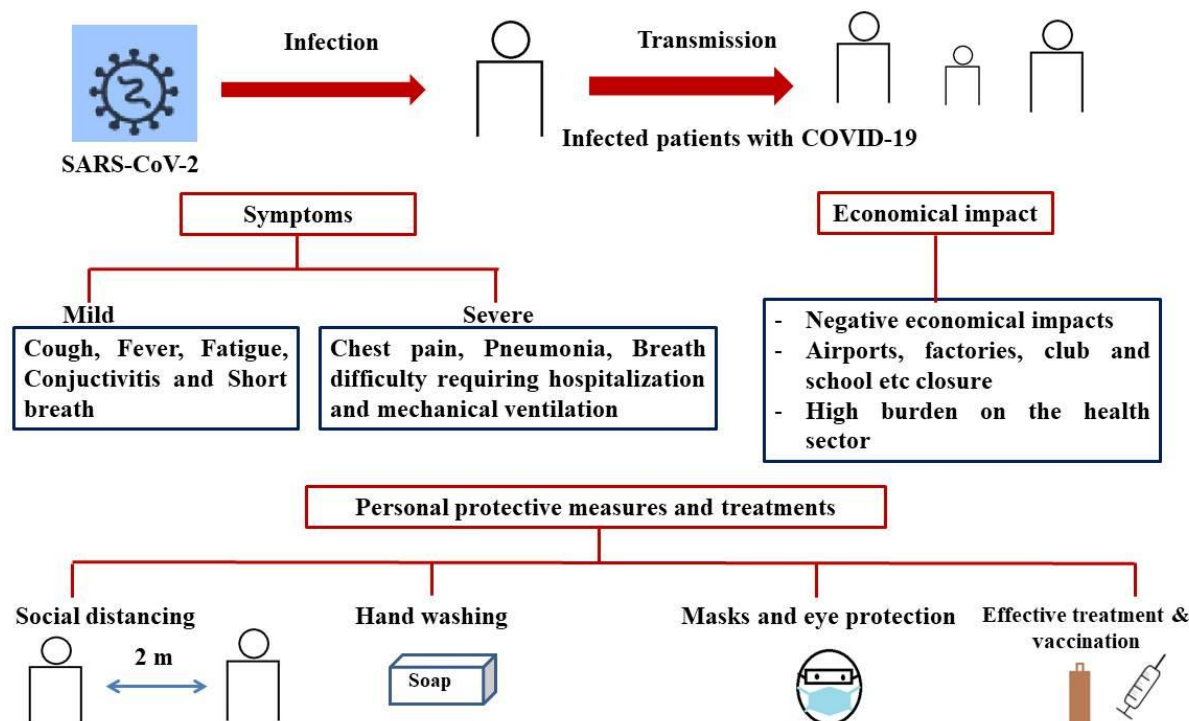 Infection
Transmission
SARS-CoV-2
Infected patients with COVID-19
Symptoms
Mild
Cough, Fever, Fatigue,
Conjuctivitis and Short
breath
Severe
Chest pain, Pneumonia, Breath
difficulty requiring hospitalization
and mechanical ventilation
Economical impact
- Negative economical impacts
- Airports, factories, club and
school etc closure
- High burden on the health
sector
Personal protective measures and treatments
Social distancing
2 m
Hand washing
Soap
Masks and eye protection
Effective treatment &
vaccination